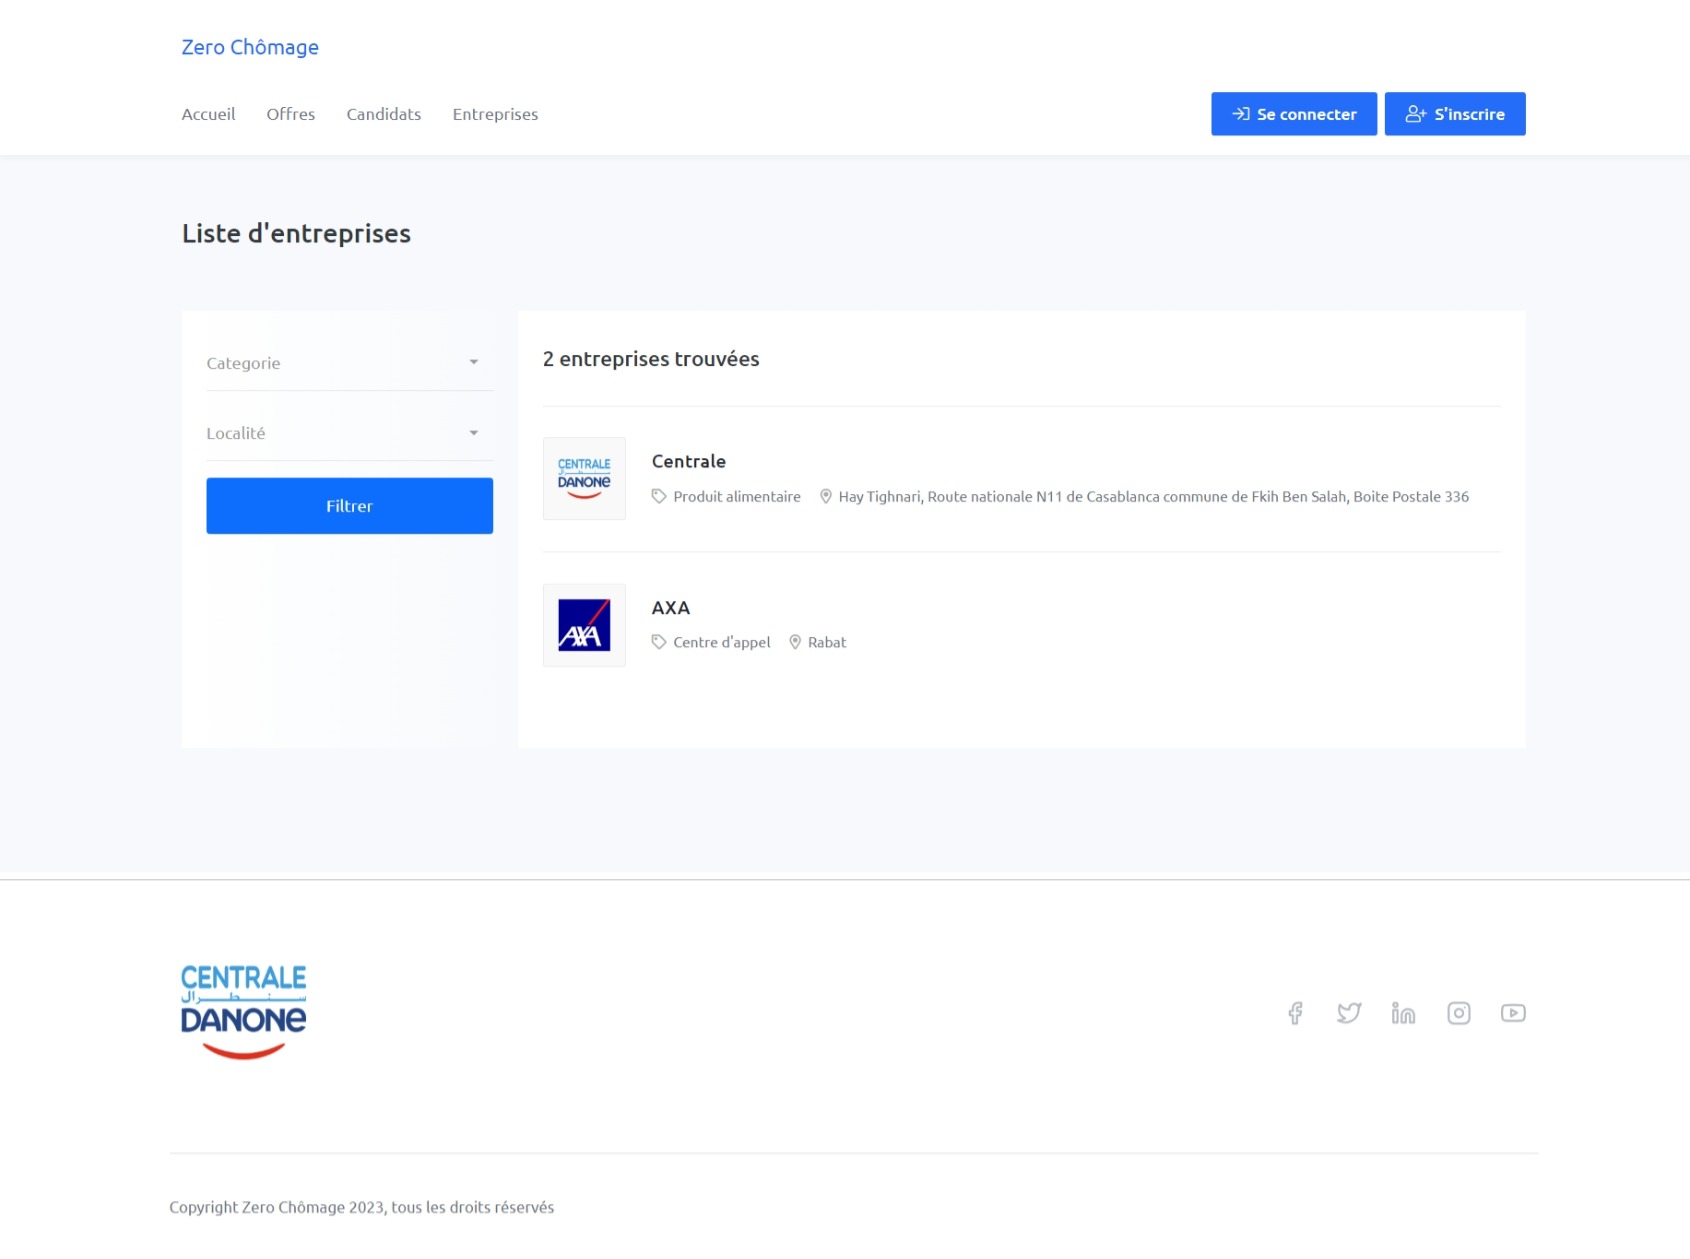 Zero Chômage
Accueil Offres Candidats Entreprises Se connecter S'inscrire
Liste d'entreprises
Categorie
Localité
Filtrer
2 entreprises trouvées
CENTRALE
سنطرال
DANONE
Centrale
Produit alimentaire Hay Tighnari, Route nationale N11 de Casablanca commune de Fkih Ben Salah, Boite Postale 336
AXA
AXA
Centre d'appel Rabat
CENTRALE
سنطرال
DANONE
Copyright Zero Chômage 2023, tous les droits réservés